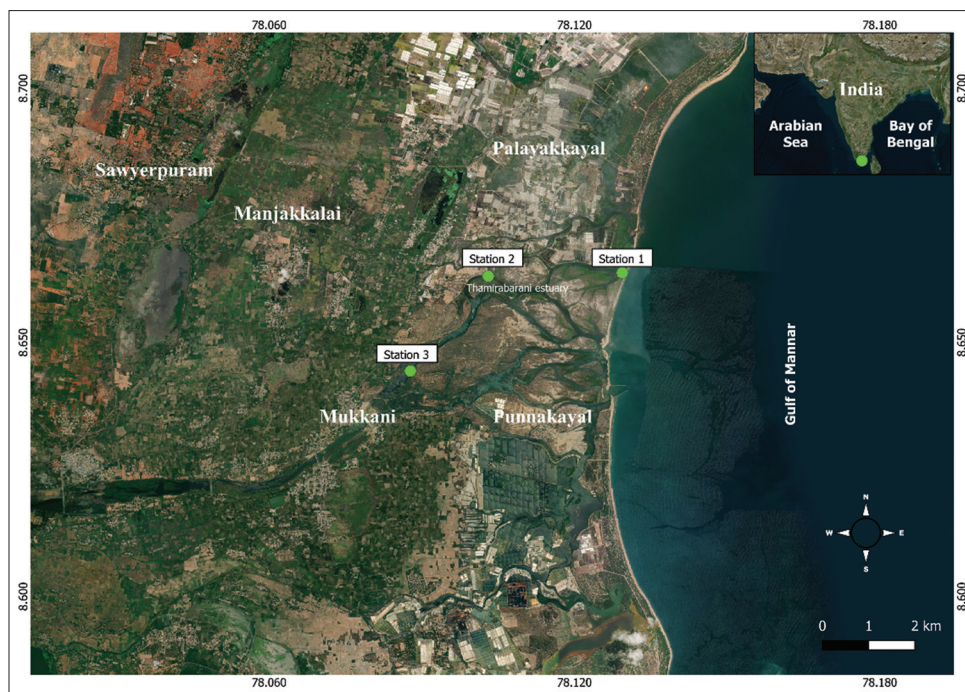 78.060
78.120
78.180
8.700
8.700
India
Arabian
Sea
Bay of
Bengal
Palayakkayal
Sawyerpuram
Manjakkalai
Station 2
Station 1
Thamirabarani estuary
8.650
8.650
Station 3
Gulf of Mannar
Mukkani
Punnakayal
N
W
E
S
8.600
8.600
0
1
2 km
78.060
78.120
78.180